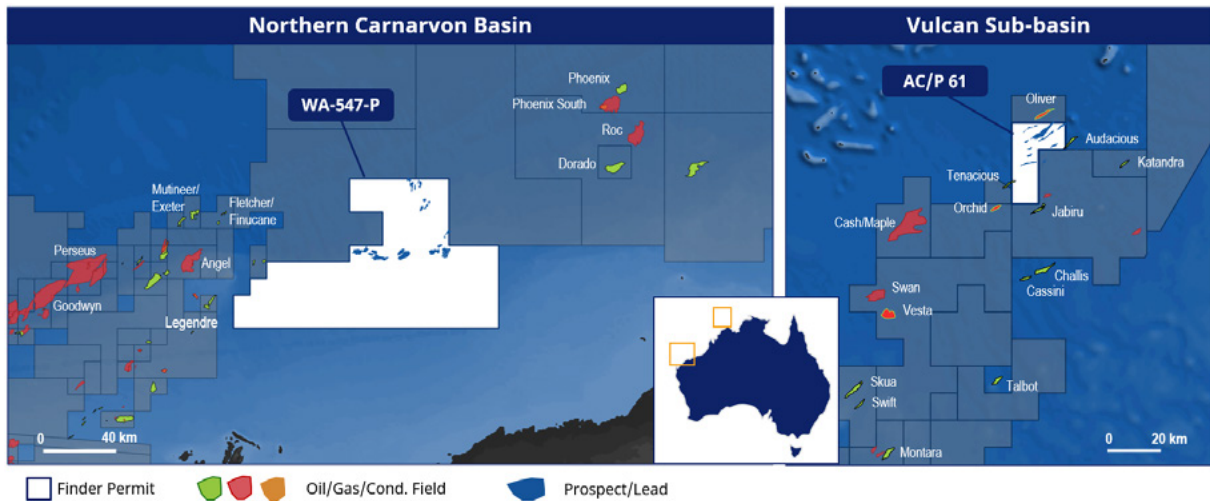 Northern Carnarvon Basin
WA-547-P
Phoenix
Phoenix South
Roc
Dorado
Mutineer/
Exeter
Fletcher/
Finucane
Perseus
Angel
Goodwyn
Legendre
0 40 km
Vulcan Sub-basin
AC/P 61
Oliver
Audacious
Katandra
Tenacious
Orchid
Jabiru
Cash/Maple
Challis
Cassini
Swan
Vesta
Skua
Swift
Talbot
Montara
0 20 km
Finder Permit
Oil/Gas/Cond. Field
Prospect/Lead